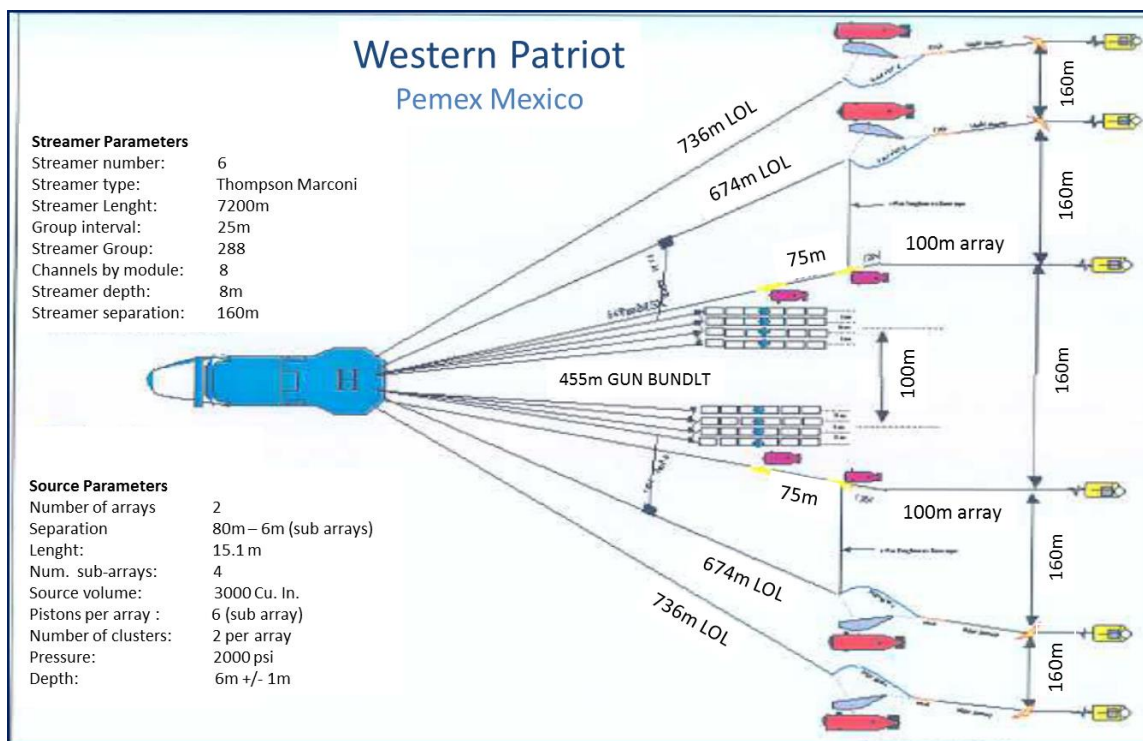 Western Patriot
Pemex Mexico
Streamer Parameters
Streamer number: 6
Streamer type: Thompson Marconi
Streamer Lenght: 7200m
Group interval: 25m
Streamer Group: 288
Channels by module: 8
Streamer depth: 8m
Streamer separation: 160m
736m LOL
674m LOL
160m
160m
75m
100m array
455m GUN BUNDLT
100m
160m
75m
100m array
674m LOL
736m LOL
160m
160m
Source Parameters
Number of arrays 2
Separation 80m – 6m (sub arrays)
Lenght: 15.1 m
Num. sub-arrays: 4
Source volume: 3000 Cu. In.
Pistons per array : 6 (sub array)
Number of clusters: 2 per array
Pressure: 2000 psi
Depth: 6m +/- 1m